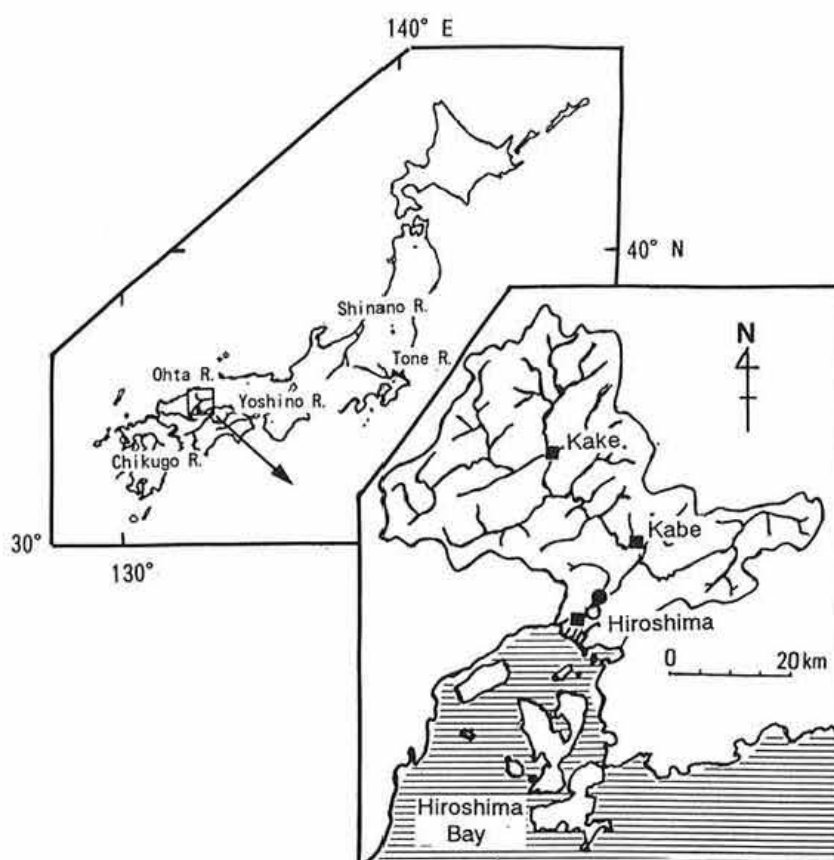 140° E
40° N
Shinano R.
Tone R.
Ohta R.
Yoshino R.
Chikugo R.
30°
130°
N
Kake
Kabe
Hiroshima
0 20km
Hiroshima
Bay